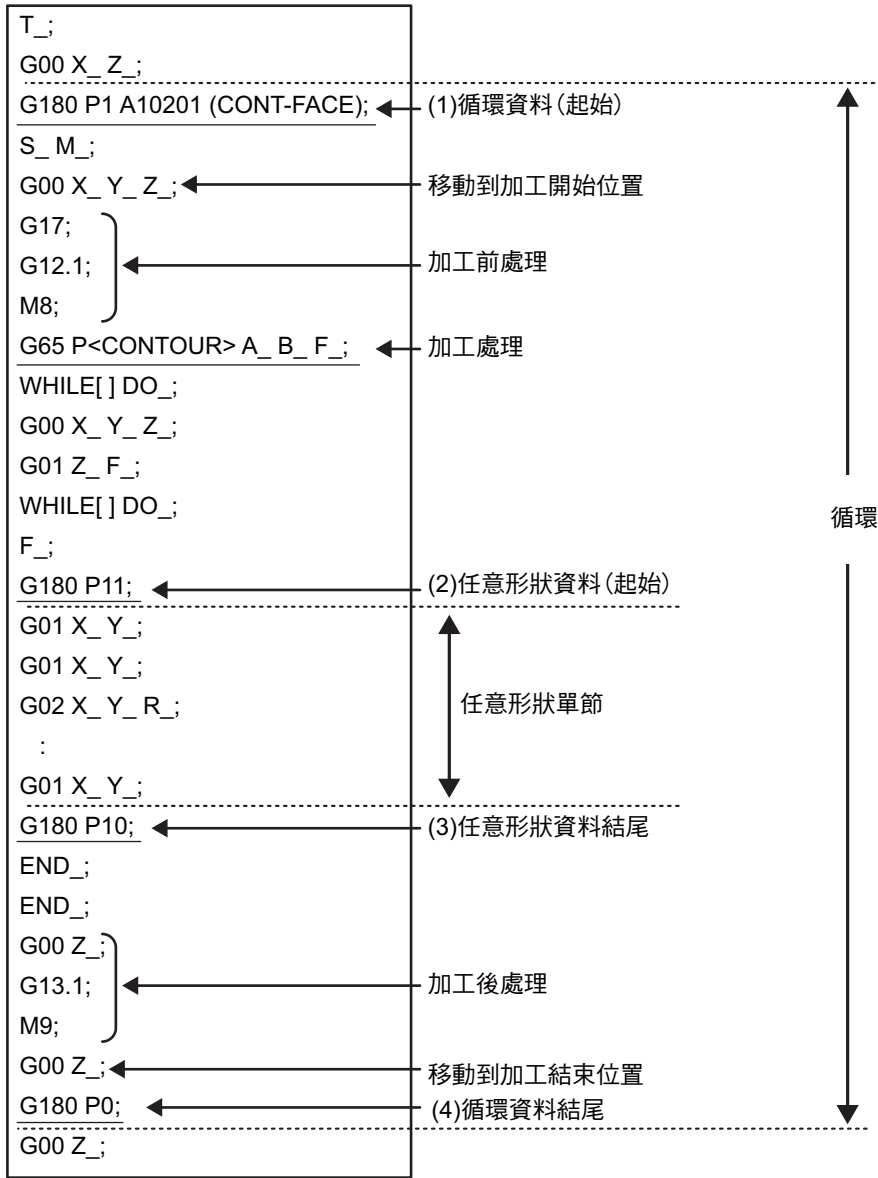 T_;
G00 X_ Z_;
G180 P1 A10201 (CONT-FACE); (1)循環資料（起始）
S_ M_;
G00 X_ Y_ Z_; 移動到加工開始位置
G17;
G12.1; 加工前處理
M8;
G65 P<CONTOUR> A_ B_ F_; 加工處理
WHILE[ ] DO_;
G00 X_ Y_ Z_;
G01 Z_ F_;
WHILE[ ] DO_;
循環
F_;
G180 P11; (2)任意形狀資料（起始）
G01 X_ Y_;
G01 X_ Y_;
G02 X_ Y_ R_; 任意形狀單節
:
G01 X_ Y_;
G180 P10; (3)任意形狀資料結尾
END_;
END_;
G00 Z_;
G13.1; 加工後處理
M9;
G00 Z_; 移動到加工結束位置
G180 P0; (4)循環資料結尾
G00 Z_;